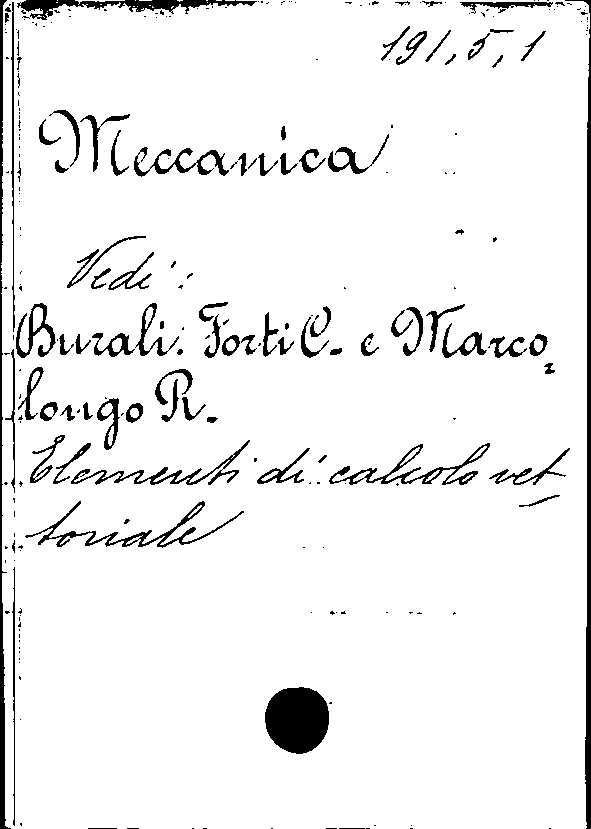 191, 5, 1
Meccanica
Vedi:
Burali-Forti C. e Marco-
longo R.
Elementi di calcolo vet-
toriale